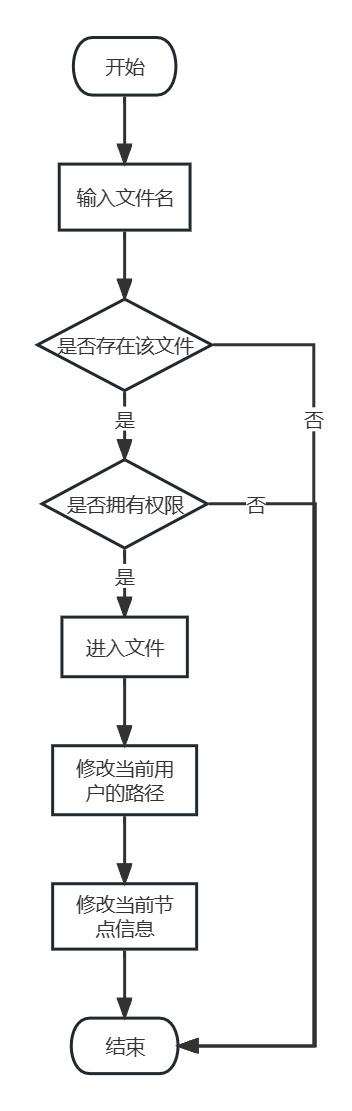 开始
输入文件名
是否存在该文件
是
否
是否拥有权限
否
是
进入文件
修改当前用
户的路径
修改当前节
点信息
结束